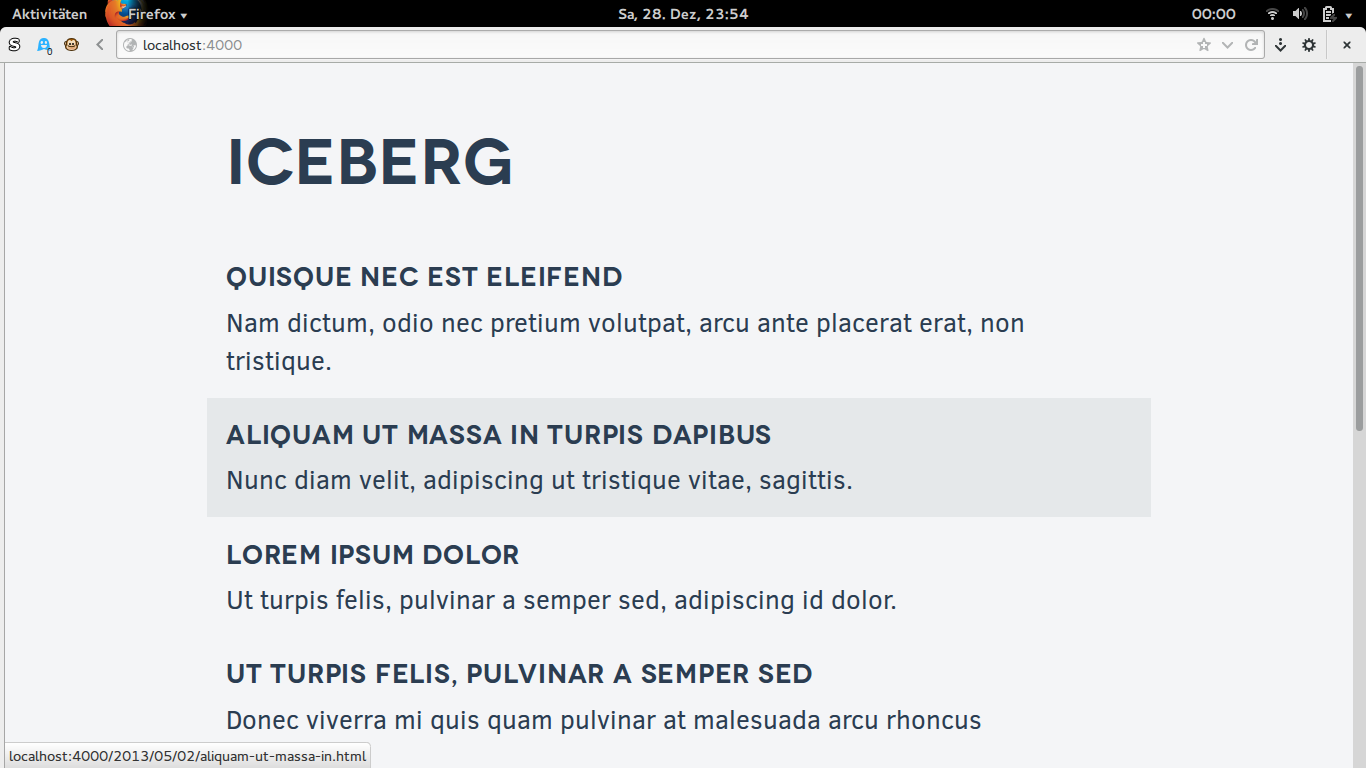 Aktivitäten Firefox Sa, 28. Dez, 23:54 00:00
S 0 localhost:4000
ICEBERG
QUISQUE NEC EST ELEIFEND
Nam dictum, odio nec pretium volutpat, arcu ante placerat erat, non
tristique.
ALIQUAM UT MASSA IN TURPIS DAPIBUS
Nunc diam velit, adipiscing ut tristique vitae, sagittis.
LOREM IPSUM DOLOR
Ut turpis felis, pulvinar a semper sed, adipiscing id dolor.
UT TURPIS FELIS, PULVINAR A SEMPER SED
Donec viverra mi quis quam pulvinar at malesuada arcu rhoncus
localhost:4000/2013/05/02/aliquam-ut-massa-in.html